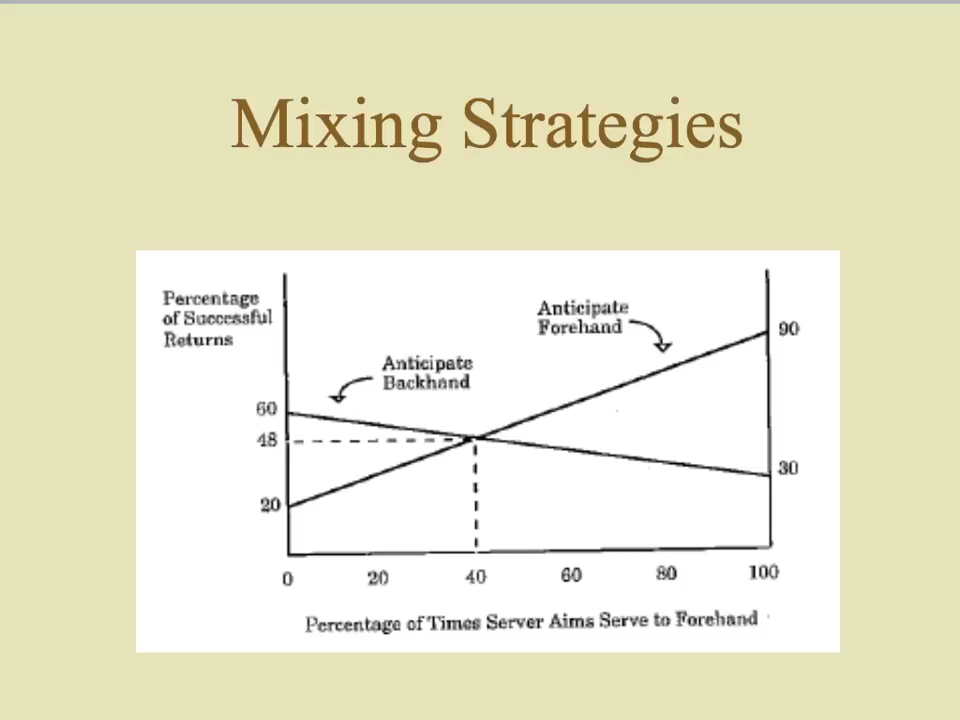 Mixing Strategies
Percentage
of Successful
Returns
Anticipate
Forehand
90
Anticipate
Backhand
60
48
30
20
0 20 40 60 80 100
Percentage of Times Server Aims Serve to Forehand